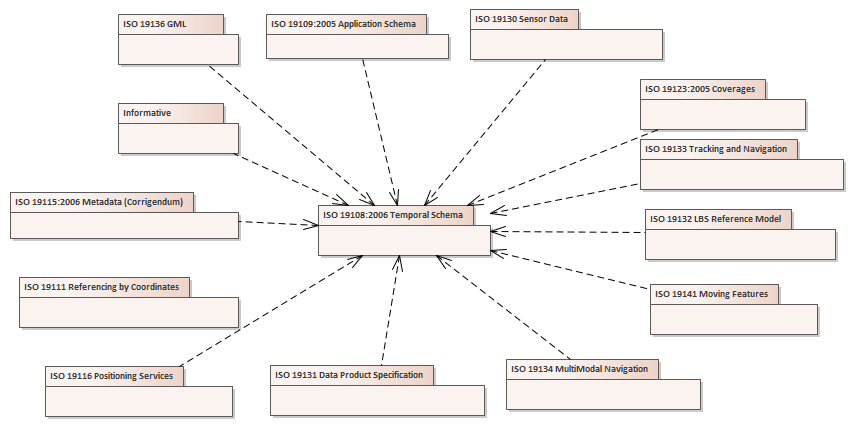 ISO 19136 GML
ISO 19109:2005 Application Schema
ISO 19130 Sensor Data
ISO 19123:2005 Coverages
Informative
ISO 19133 Tracking and Navigation
ISO 19115:2006 Metadata (Corrigendum)
ISO 19108:2006 Temporal Schema
ISO 19132 LBS Reference Model
ISO 19111 Referencing by Coordinates
ISO 19141 Moving Features
ISO 19116 Positioning Services
ISO 19131 Data Product Specification
ISO 19134 MultiModal Navigation